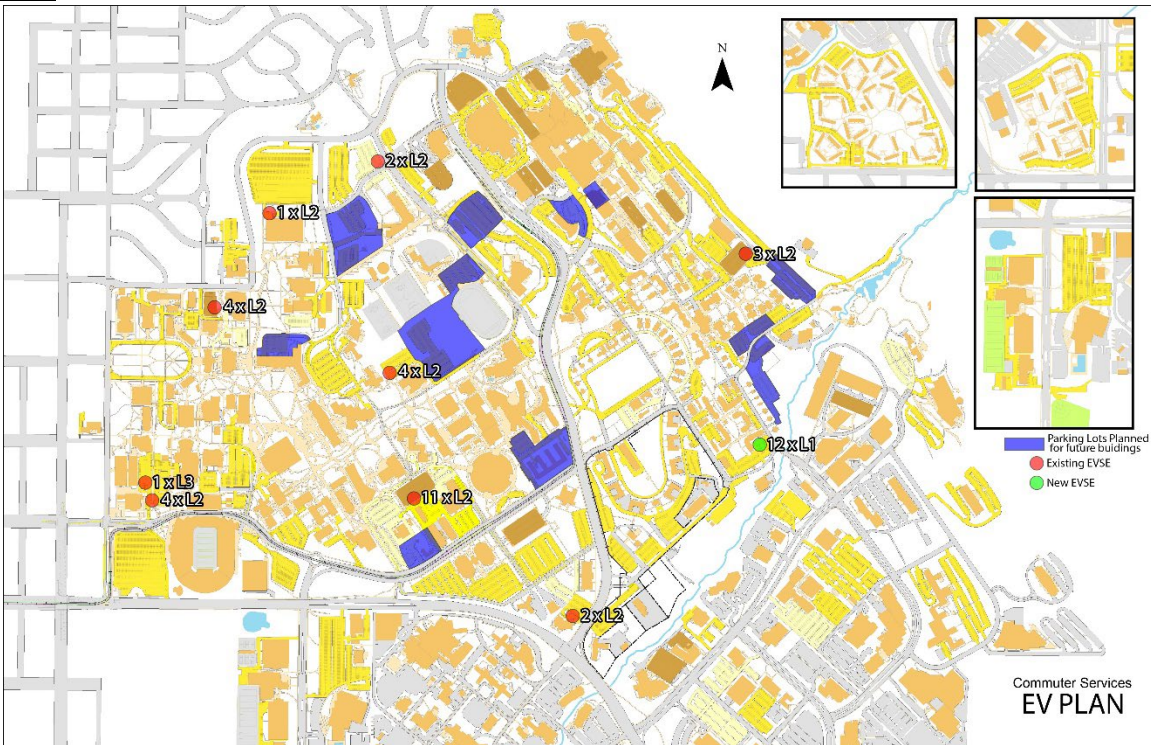 N
2 x L2
1 x L2
3 x L2
4 x L2
4 x L2
12 x L1
1 x L3
4 x L2
11 x L2
2 x L2
Parking Lots Planned
for future buidings
Existing EVSE
New EVSE
Commuter Services
EV PLAN